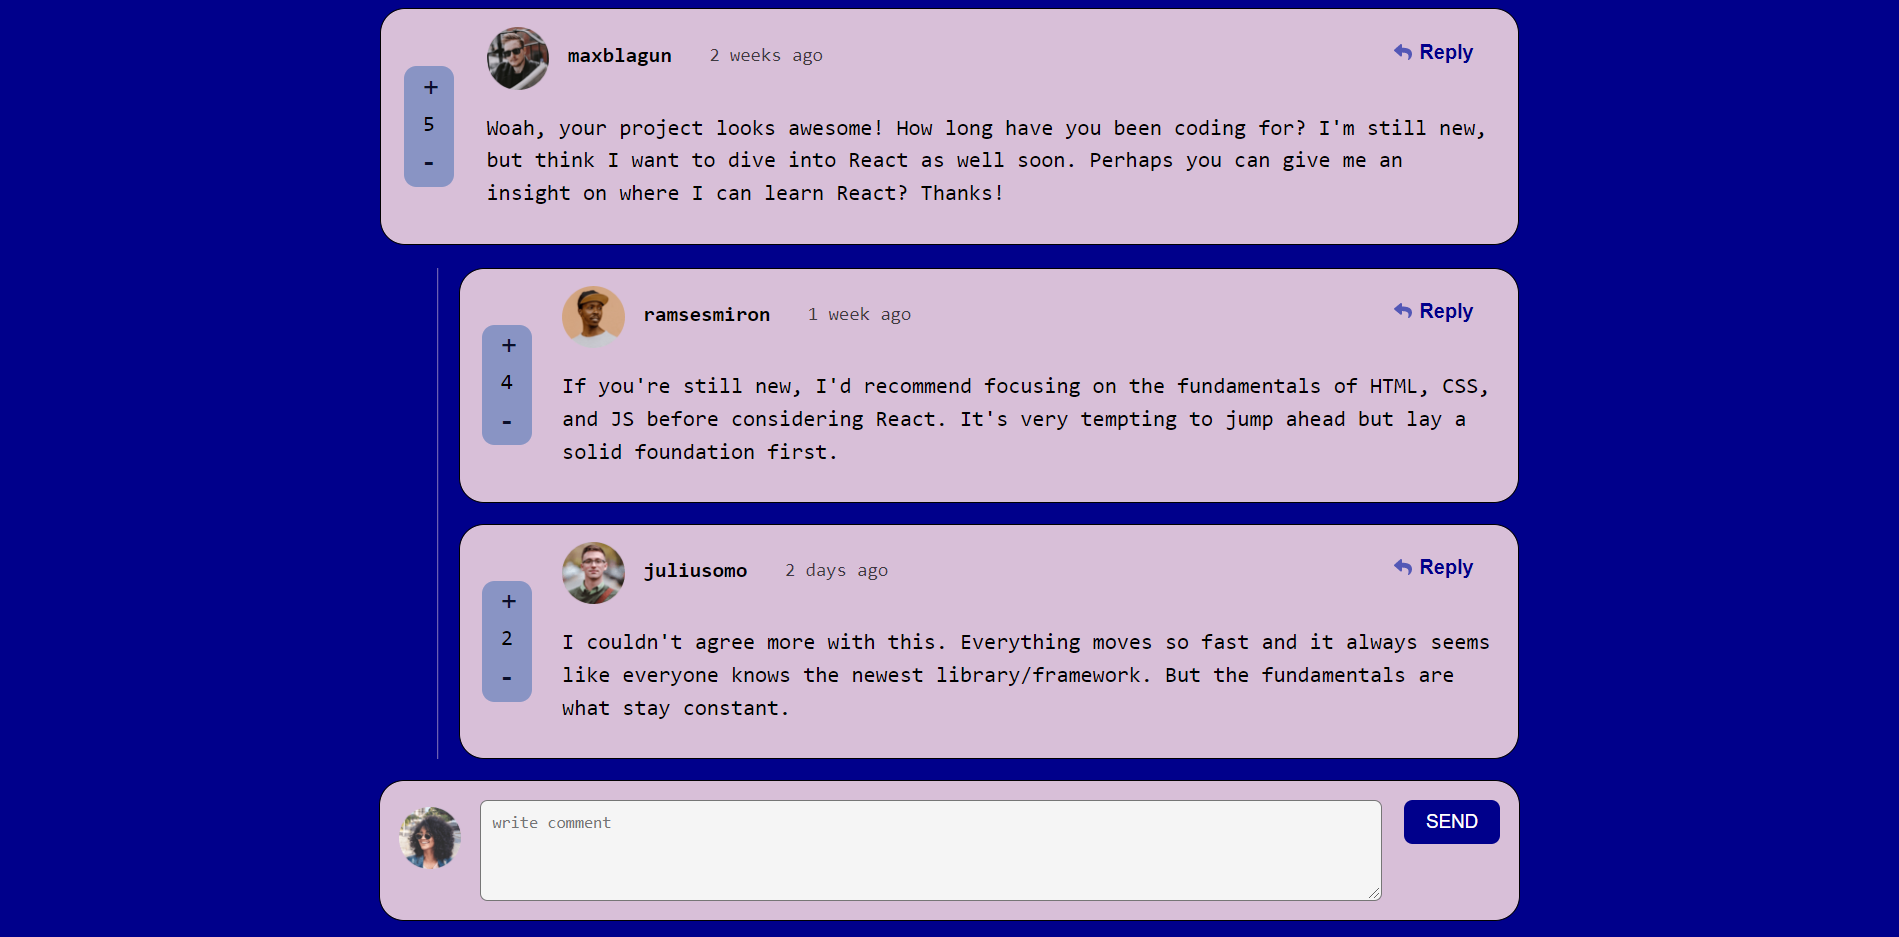 maxblagun 2 weeks ago Reply
+
5
-
Woah, your project looks awesome! How long have you been coding for? I'm still new,
but think I want to dive into React as well soon. Perhaps you can give me an
insight on where I can learn React? Thanks!
ramsesmiron 1 week ago Reply
+
4
-
If you're still new, I'd recommend focusing on the fundamentals of HTML, CSS,
and JS before considering React. It's very tempting to jump ahead but lay a
solid foundation first.
juliusomo 2 days ago Reply
+
2
-
I couldn't agree more with this. Everything moves so fast and it always seems
like everyone knows the newest library/framework. But the fundamentals are
what stay constant.
write comment
SEND